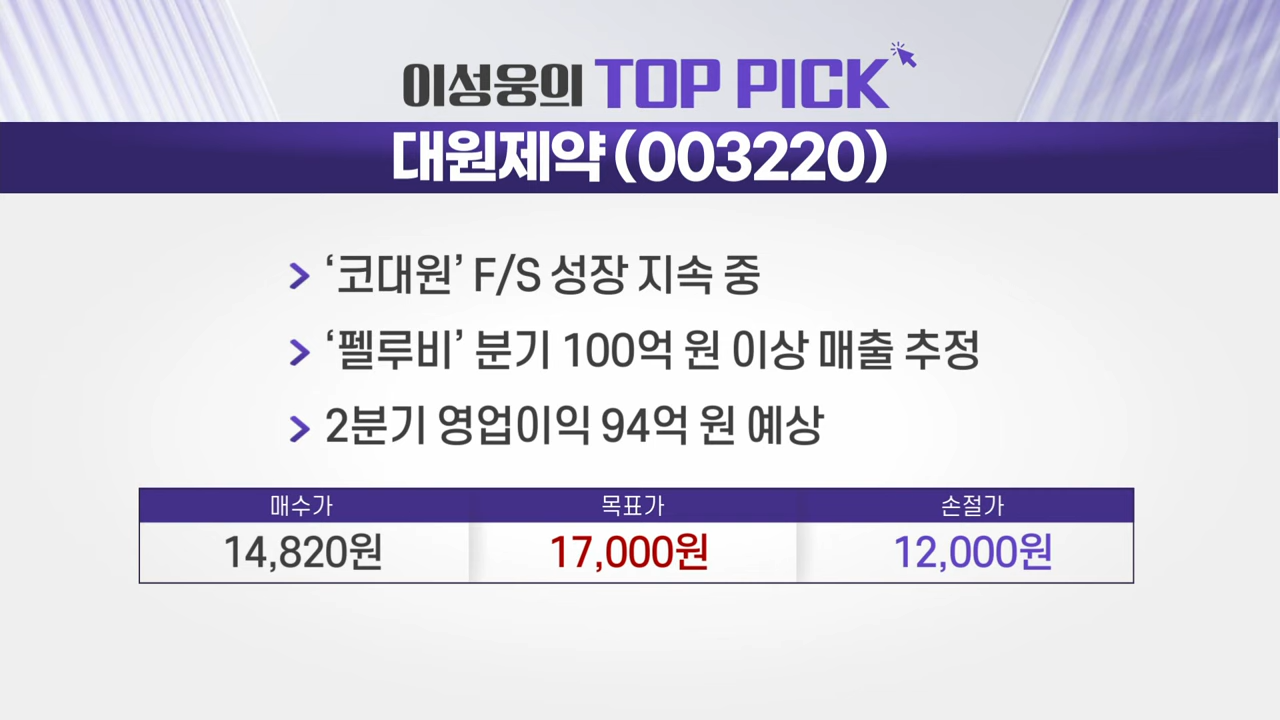 이성웅의 TOP PICK
대원제약(003220)
‘코대원’ F/S 성장 지속 중
‘펠루비’ 분기 100억 원 이상 매출 추정
2분기 영업이익 94억 원 예상
매수가 목표가 손절가
14,820원 17,000원 12,000원